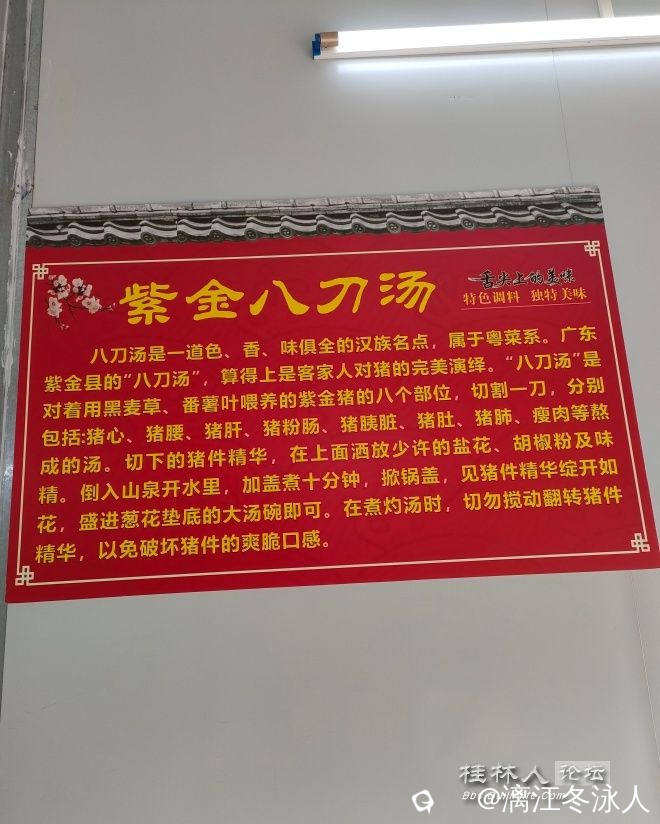 紫金八刀汤
舌尖上的美味
特色调料 独特美味
八刀汤是一道色、香、味俱全的汉族名点，属于粤菜系。广东
紫金县的“八刀汤”，算得上是客家人对猪的完美演绎。“八刀汤”是
对着用黑麦草、番薯叶喂养的紫金猪的八个部位，切割一刀，分别
包括:猪心、猪腰、猪肝、猪粉肠、猪胰脏、猪肚、猪肺、瘦肉等熬
成的汤。切下的猪件精华，在上面洒放少许的盐花、胡椒粉及味
精。倒入山泉开水里，加盖煮十分钟，掀锅盖，见猪件精华绽开如
花，盛进葱花垫底的大汤碗即可。在煮灼汤时，切勿搅动翻转猪件
精华，以免破坏猪件的爽脆口感。
桂林人论坛
@漓江冬泳人